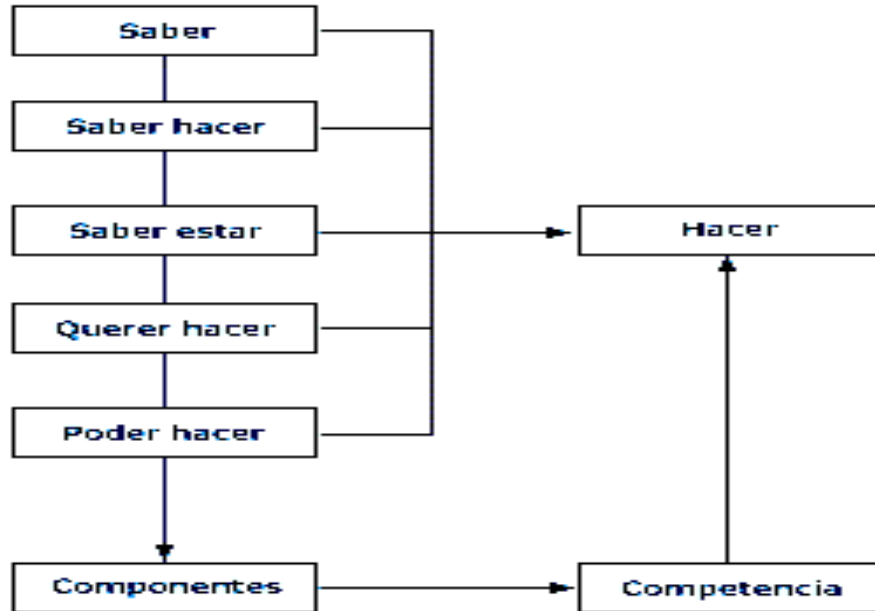 Saber
Saber hacer
Saber estar
Hacer
Querer hacer
Poder hacer
Componentes
Competencia